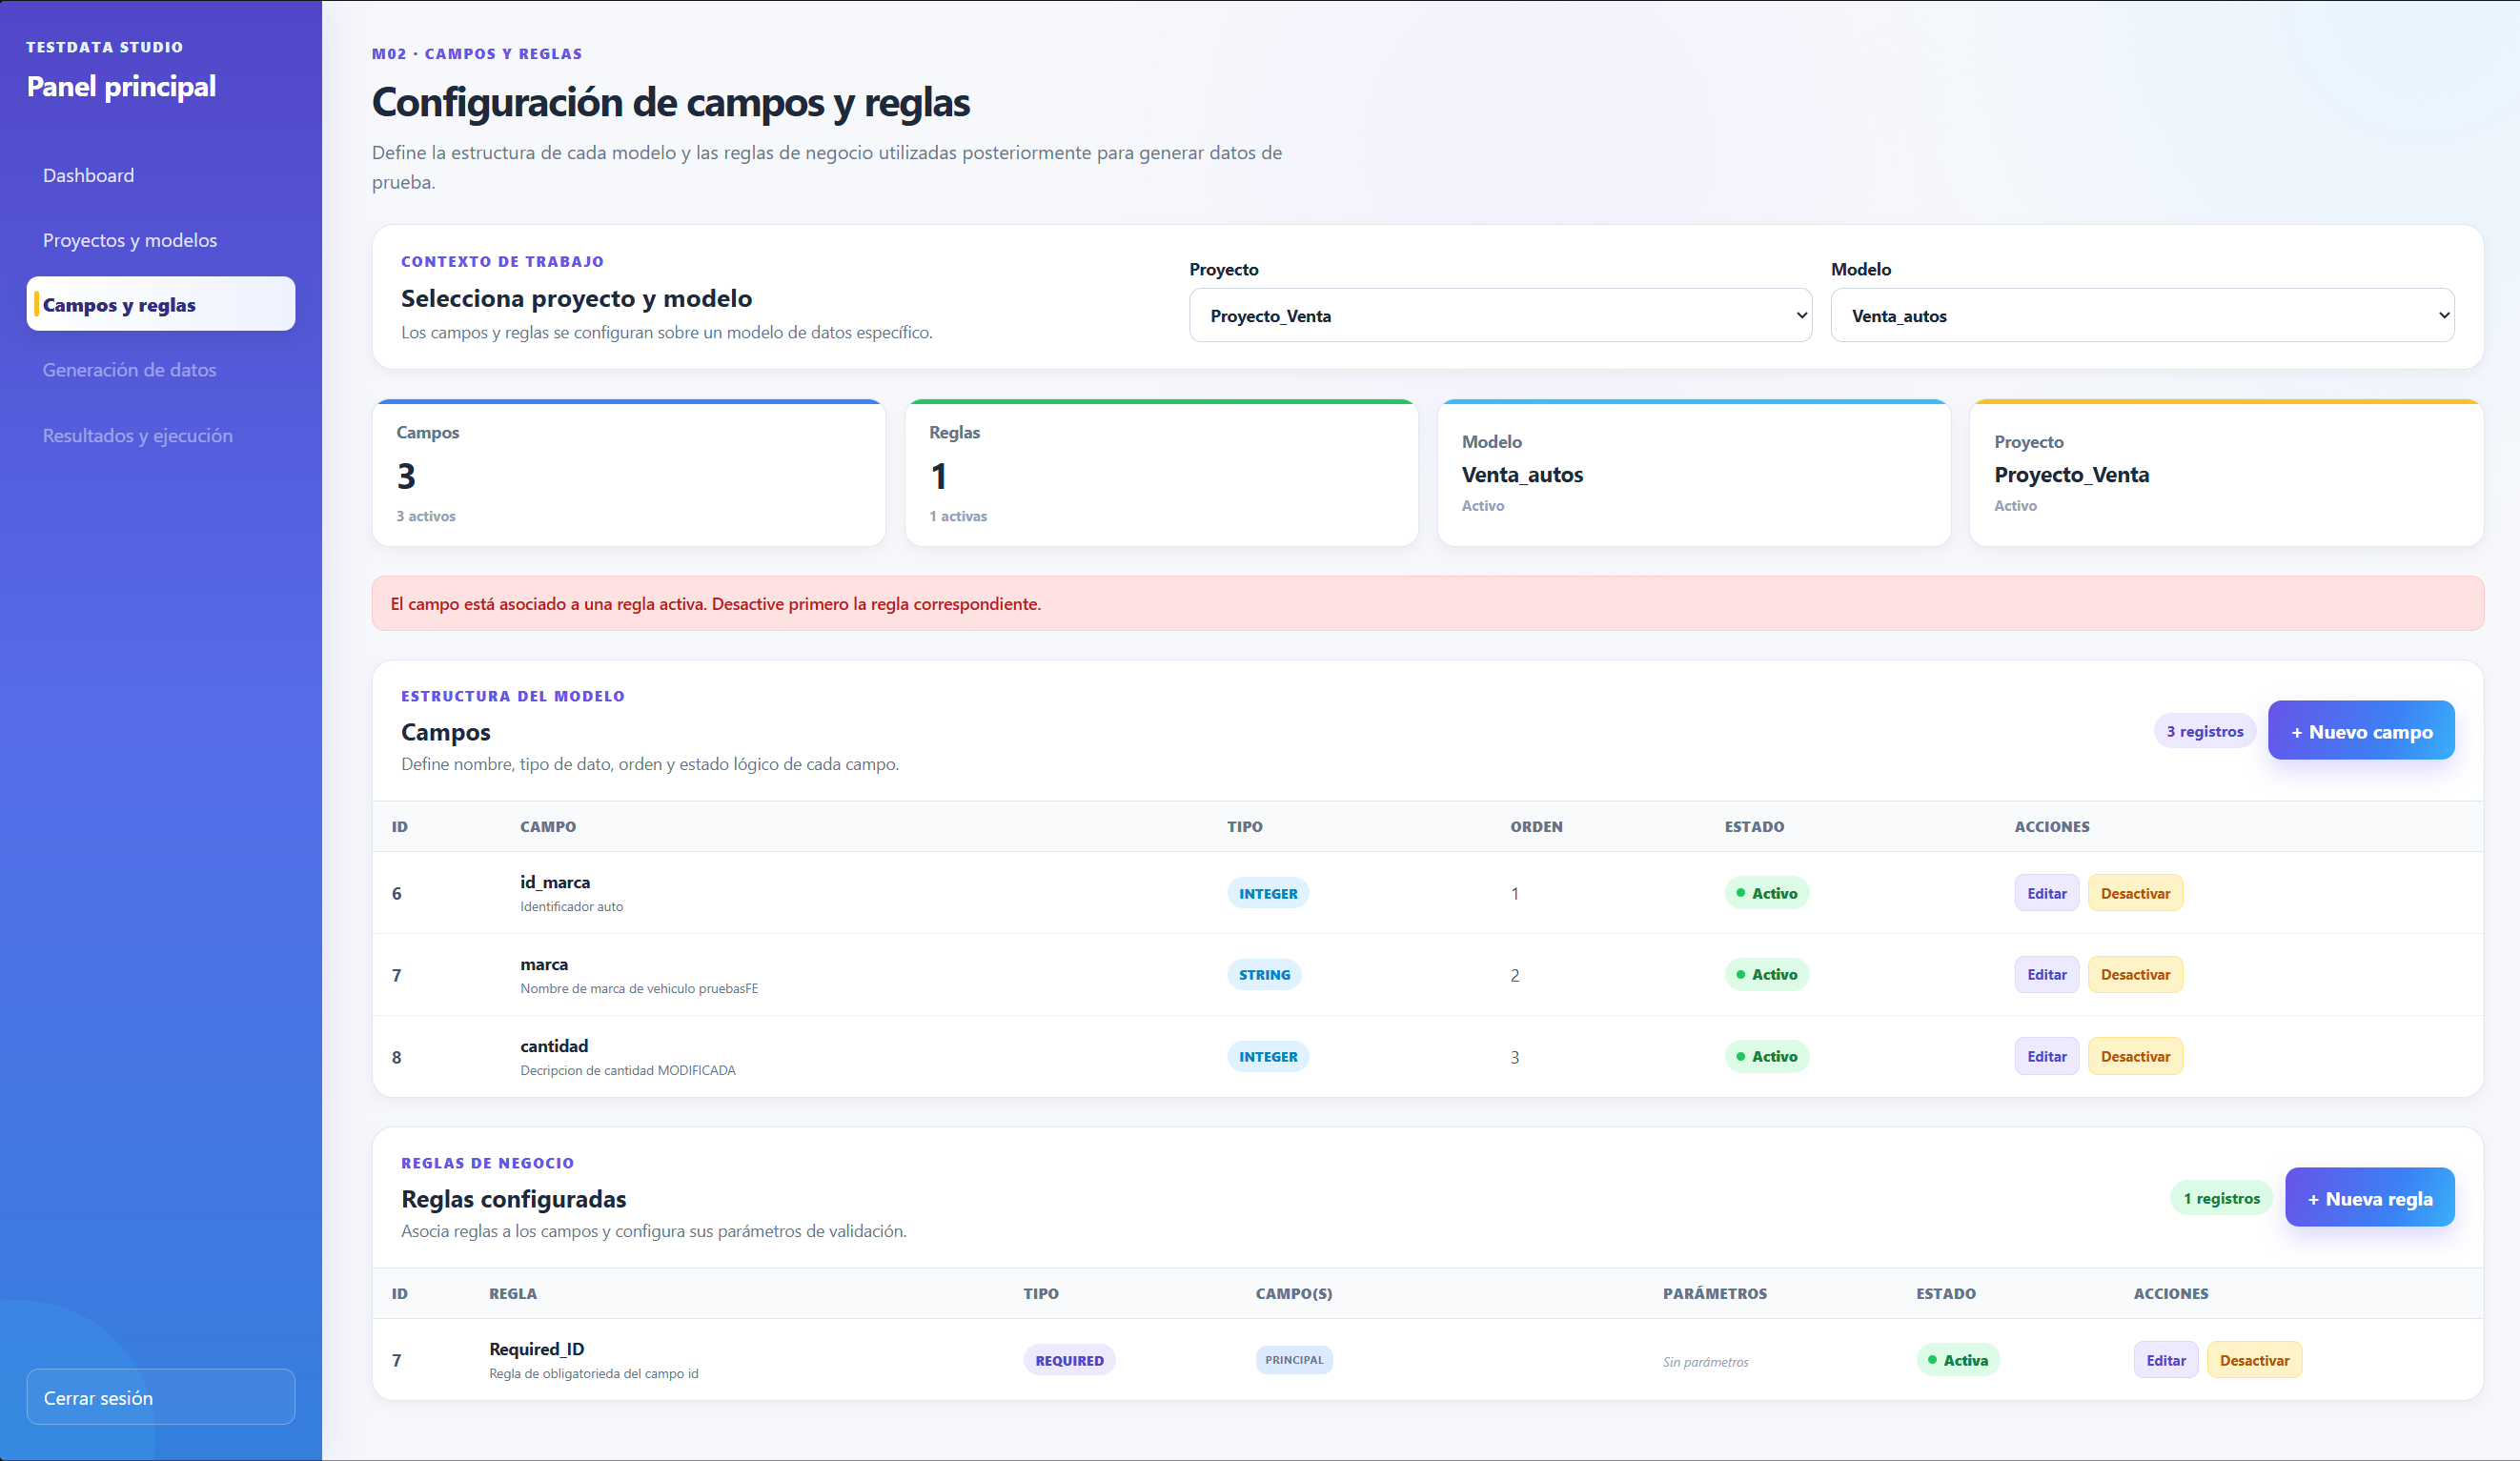 TESTDATA STUDIO
Panel principal
Dashboard
Proyectos y modelos
Campos y reglas
Generación de datos
Resultados y ejecución
Cerrar sesión
M02 · CAMPOS Y REGLAS
Configuración de campos y reglas
Define la estructura de cada modelo y las reglas de negocio utilizadas posteriormente para generar datos de
prueba.
CONTEXTO DE TRABAJO
Selecciona proyecto y modelo
Los campos y reglas se configuran sobre un modelo de datos específico.
Proyecto
Proyecto_Venta
Modelo
Venta_autos
Campos
3
3 activos
Reglas
1
1 activas
Modelo
Venta_autos
Activo
Proyecto
Proyecto_Venta
Activo
El campo está asociado a una regla activa. Desactive primero la regla correspondiente.
ESTRUCTURA DEL MODELO
Campos
Define nombre, tipo de dato, orden y estado lógico de cada campo.
3 registros
+ Nuevo campo
ID CAMPO TIPO ORDEN ESTADO ACCIONES
6 id_marca INTEGER 1 Activo Editar Desactivar
Identificador auto
7 marca STRING 2 Activo Editar Desactivar
Nombre de marca de vehiculo pruebasFE
8 cantidad INTEGER 3 Activo Editar Desactivar
Decripcion de cantidad MODIFICADA
REGLAS DE NEGOCIO
Reglas configuradas
Asocia reglas a los campos y configura sus parámetros de validación.
1 registros
+ Nueva regla
ID REGLA TIPO CAMPO(S) PARÁMETROS ESTADO ACCIONES
7 Required_ID REQUIRED PRINCIPAL Sin parámetros Activa Editar Desactivar
Regla de obligatorieda del campo id